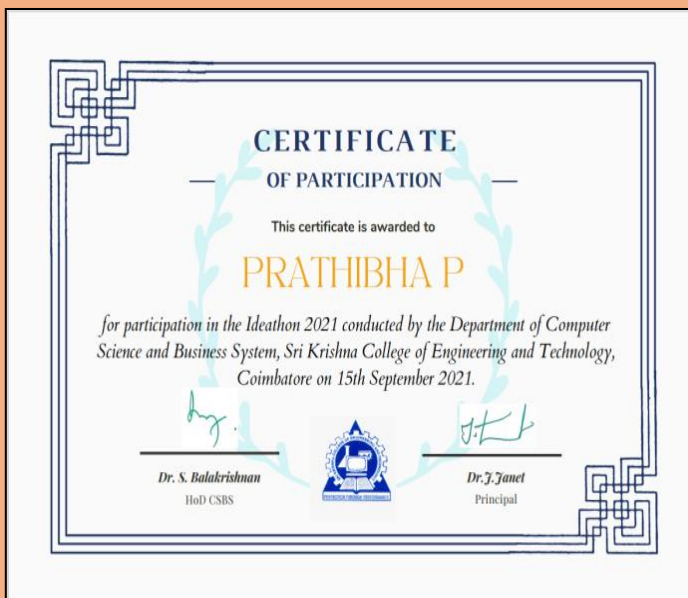 CERTIFICATE
OF PARTICIPATION
This certificate is awarded to
PRATHIBHA P
for participation in the Ideathon 2021 conducted by the Department of Computer
Science and Business System, Sri Krishna College of Engineering and Technology,
Coimbatore on 15th September 2021.
Dr. S. Balakrishnan
HoD CSBS
Dr.J.Janet
Principal